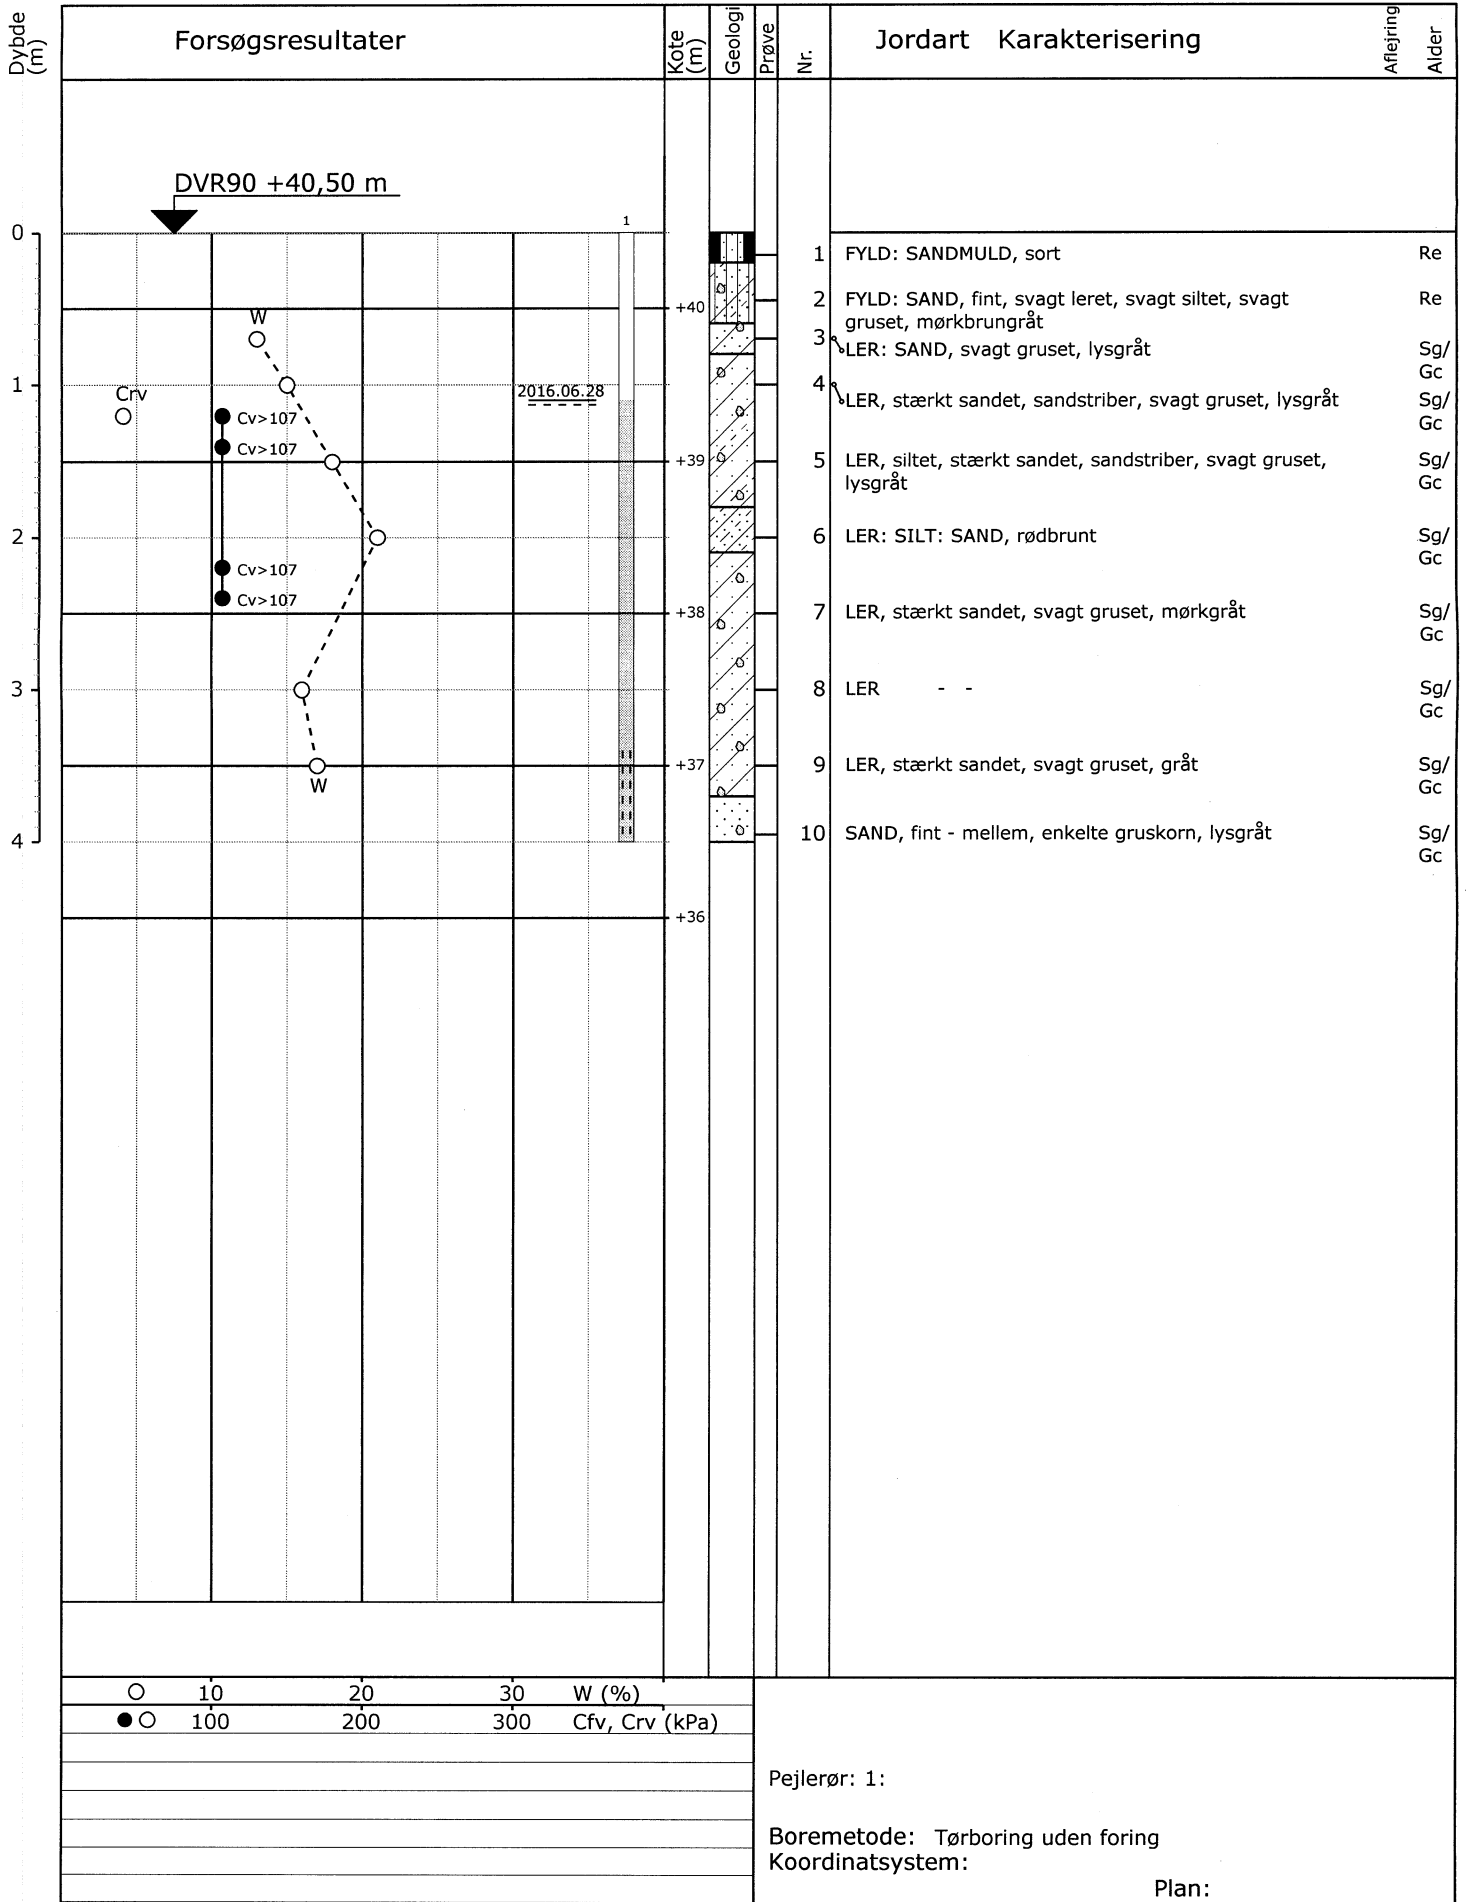 Dybde
(m)
Forsøgsresultater
Kote
(m)
Geologi
Prøve
Nr.
Jordart Karakterisering
Aflejring
Alder
DVR90 +40,50 m
0
1
1
FYLD: SANDMULD, sort
Re
+40
2
FYLD: SAND, fint, svagt leret, svagt siltet, svagt
gruset, mørkbrungråt
Re
W
3
LER: SAND, svagt gruset, lysgråt
Sg/
Gc
1
Crv
2016.06.28
4
LER, stærkt sandet, sandstriber, svagt gruset, lysgråt
Sg/
Gc
Cv>107
Cv>107
+39
5
LER, siltet, stærkt sandet, sandstriber, svagt gruset,
lysgråt
Sg/
Gc
2
6
LER: SILT: SAND, rødbrunt
Sg/
Gc
Cv>107
Cv>107
+38
7
LER, stærkt sandet, svagt gruset, mørkgråt
Sg/
Gc
3
8
LER - -
Sg/
Gc
+37
9
LER, stærkt sandet, svagt gruset, gråt
Sg/
Gc
W
4
10
SAND, fint - mellem, enkelte gruskorn, lysgråt
Sg/
Gc
+36
10 20 30 W (%)
100 200 300 Cfv, Crv (kPa)
Pejlerør: 1:
Boremetode: Tørboring uden foring
Koordinatsystem:
Plan: